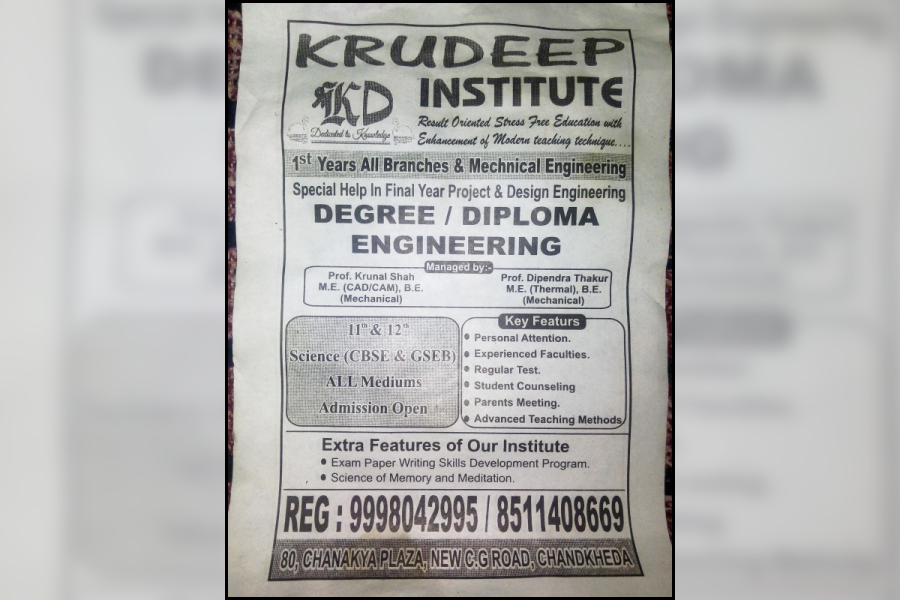 KRUDEEP
INSTITUTE
KD
Dedicated to Knowledge
Result Oriented Stress Free Education with
Enhancement of Modern teaching technique....
1st Years All Branches & Mechnical Engineering
Special Help In Final Year Project & Design Engineering
DEGREE / DIPLOMA
ENGINEERING
Managed by:-
Prof. Krunal Shah
M.E. (CAD/CAM), B.E.
(Mechanical)
Prof. Dipendra Thakur
M.E. (Thermal), B.E.
(Mechanical)
11th & 12th
Science (CBSE & GSEB)
ALL Mediums
Admission Open
Key Featurs
• Personal Attention.
• Experienced Faculties.
• Regular Test.
• Student Counseling
• Parents Meeting.
• Advanced Teaching Methods
Extra Features of Our Institute
• Exam Paper Writing Skills Development Program.
• Science of Memory and Meditation.
REG : 9998042995 / 8511408669
80, CHANAKYA PLAZA, NEW C.G ROAD, CHANDKHEDA